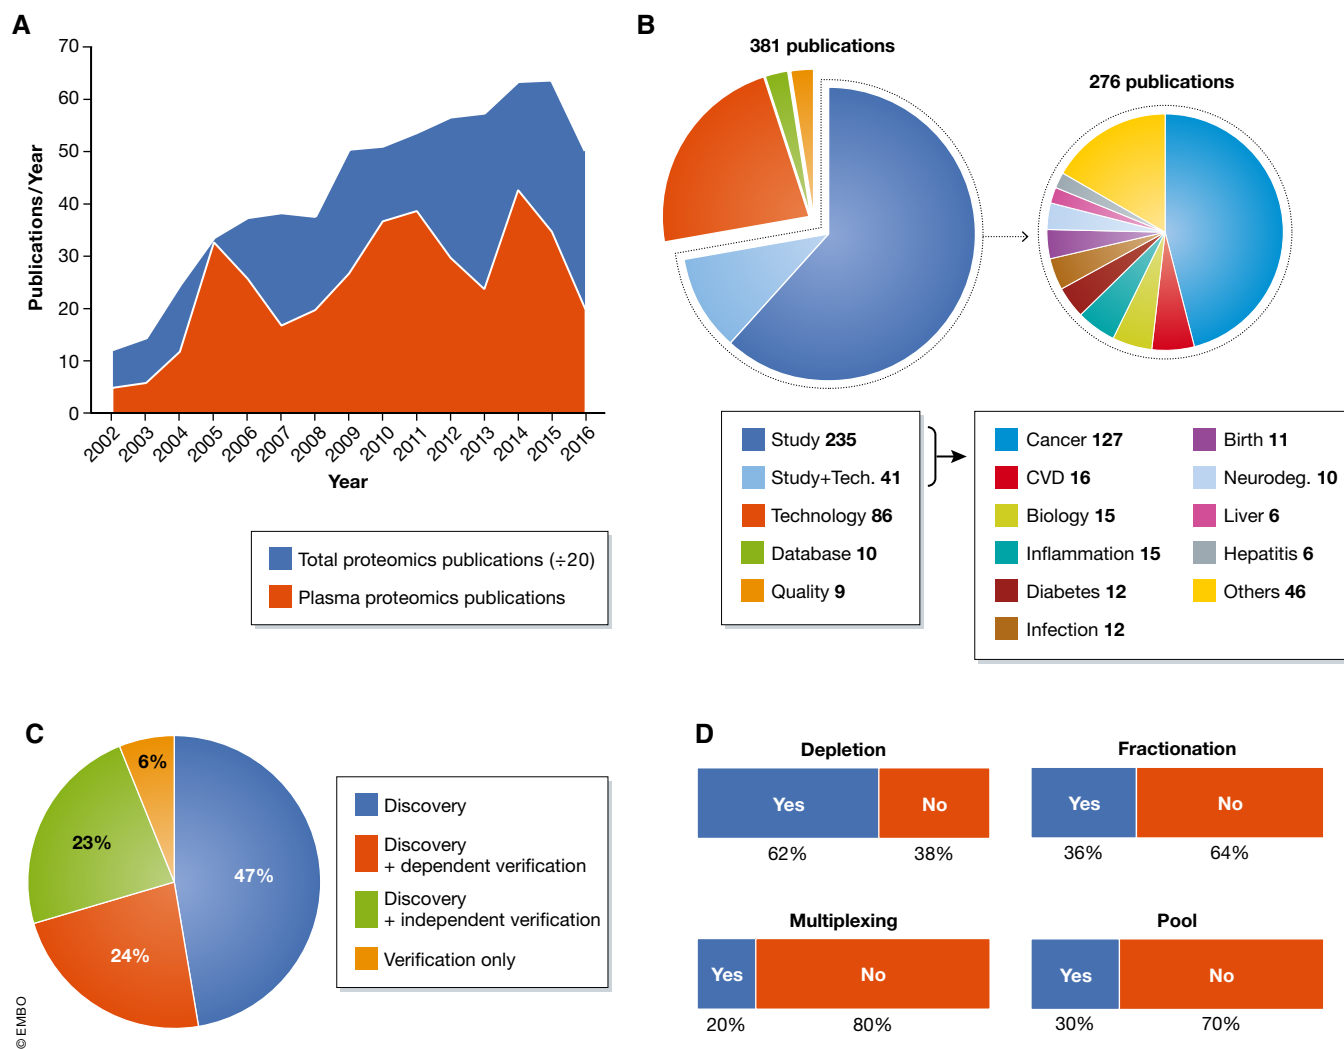 A
70
60
50
40
30
20
10
0
Publications/Year
2002
2003
2004
2005
2006
2007
2008
2009
2010
2011
2012
2013
2014
2015
2016
Year
Total proteomics publications (÷20)
Plasma proteomics publications
B
381 publications
276 publications
Study 235
Study+Tech. 41
Technology 86
Database 10
Quality 9
Cancer 127
CVD 16
Biology 15
Inflammation 15
Diabetes 12
Infection 12
Birth 11
Neurodeg. 10
Liver 6
Hepatitis 6
Others 46
C
6%
23%
47%
24%
Discovery
Discovery
+ dependent verification
Discovery
+ independent verification
Verification only
D
Depletion
Yes
No
62%
38%
Fractionation
Yes
No
36%
64%
Multiplexing
Yes
No
20%
80%
Pool
Yes
No
30%
70%
© EMBO